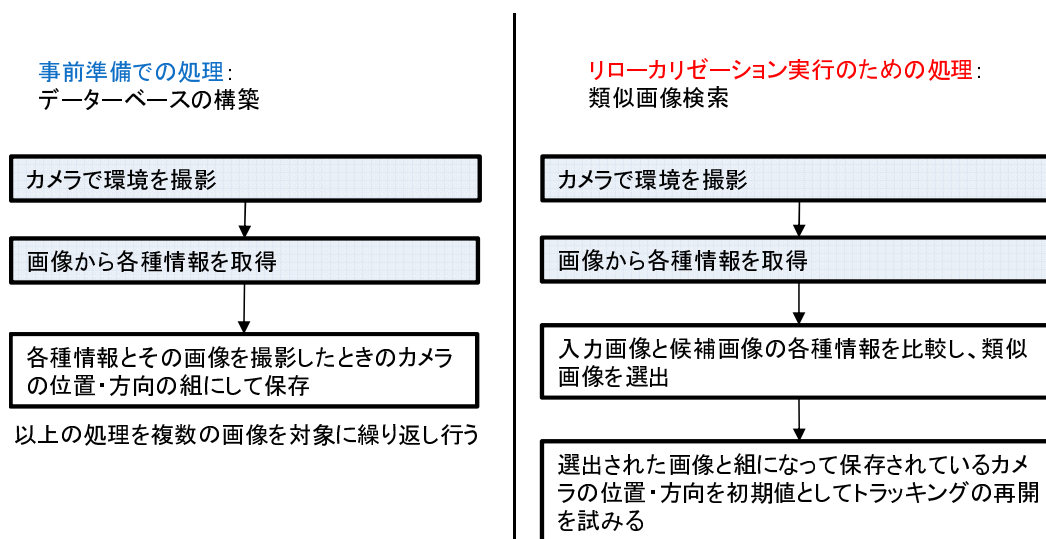 事前準備での処理:
データーベースの構築
カメラで環境を撮影
画像から各種情報を取得
各種情報とその画像を撮影したときのカメラ
の位置・方向の組にして保存
以上の処理を複数の画像を対象に繰り返し行う
リローカリゼーション実行のための処理:
類似画像検索
カメラで環境を撮影
画像から各種情報を取得
入力画像と候補画像の各種情報を比較し、類似
画像を選出
選出された画像と組になって保存されているカメ
ラの位置・方向を初期値としてトラッキングの再開
を試みる